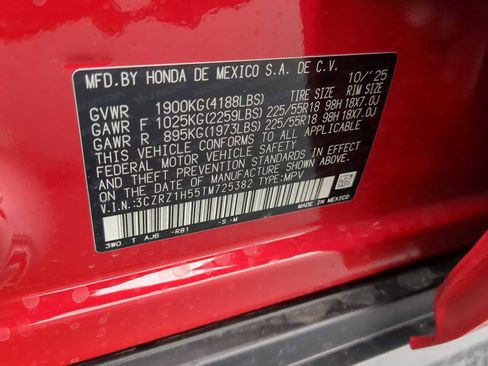 MFD.BY HONDA DE MEXICO S.A. DE C.V. 10/'25
TIRE SIZE RIM SIZE
GVWR 1900KG(4188LBS)
GAWR F 1025KG(2259LBS) 225/55R18 98H 18X7.0J
GAWR R 895KG(1973LBS) 225/55R18 98H 18X7.0J
THIS VEHICLE CONFORMS TO ALL APPLICABLE
FEDERAL MOTOR VEHICLE SAFETY AND
THEFT PREVENTION STANDARDS IN EFFECT ON
THE DATE OF MANUFACTURE SHOWN ABOVE.
V.I.N.:3CZRZ1H55TM725382 TYPE:MPV
3W0 T AJ6 -R81 -S -M
MADE IN MEXICO